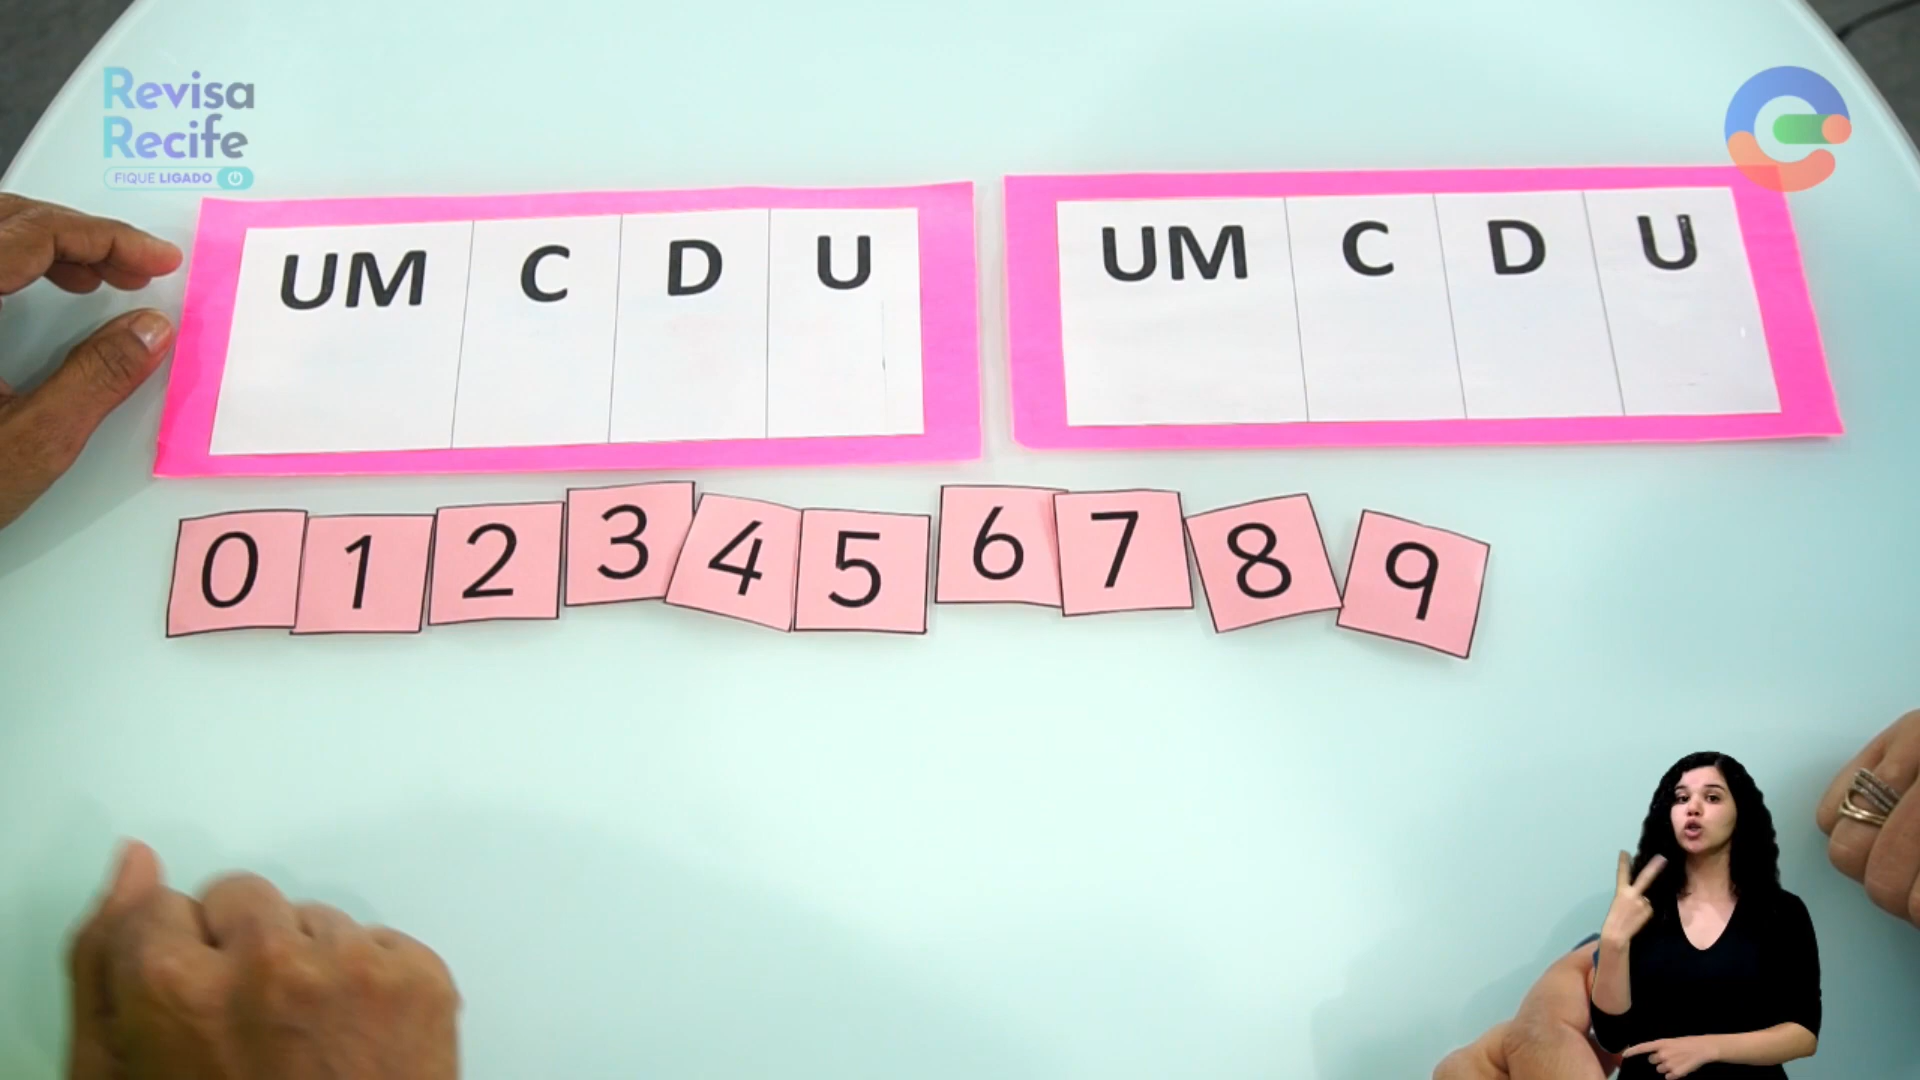 Revisa
Recife
FIQUE LIGADO
UM C D U
UM C D U
0 1 2 3 4 5 6 7 8 9